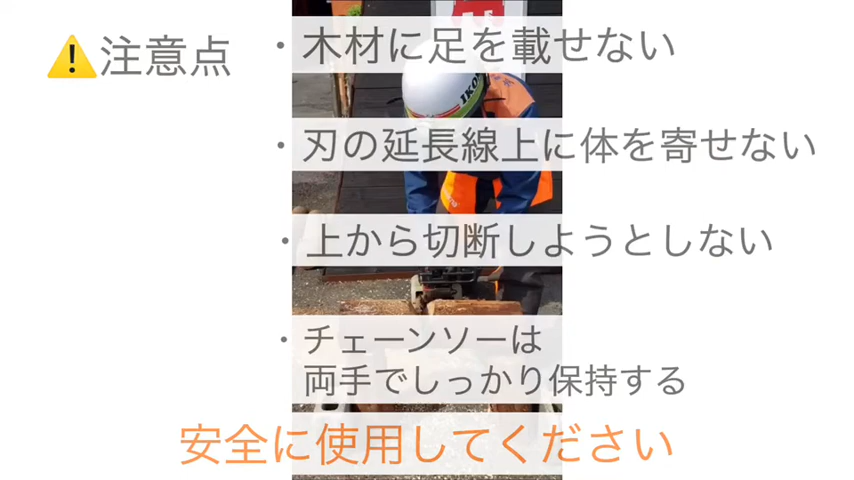 ⚠️注意点
・木材に足を載せない
・刃の延長線上に体を寄せない
・上から切断しようとしない
・チェーンソーは
両手でしっかり保持する
安全に使用してください